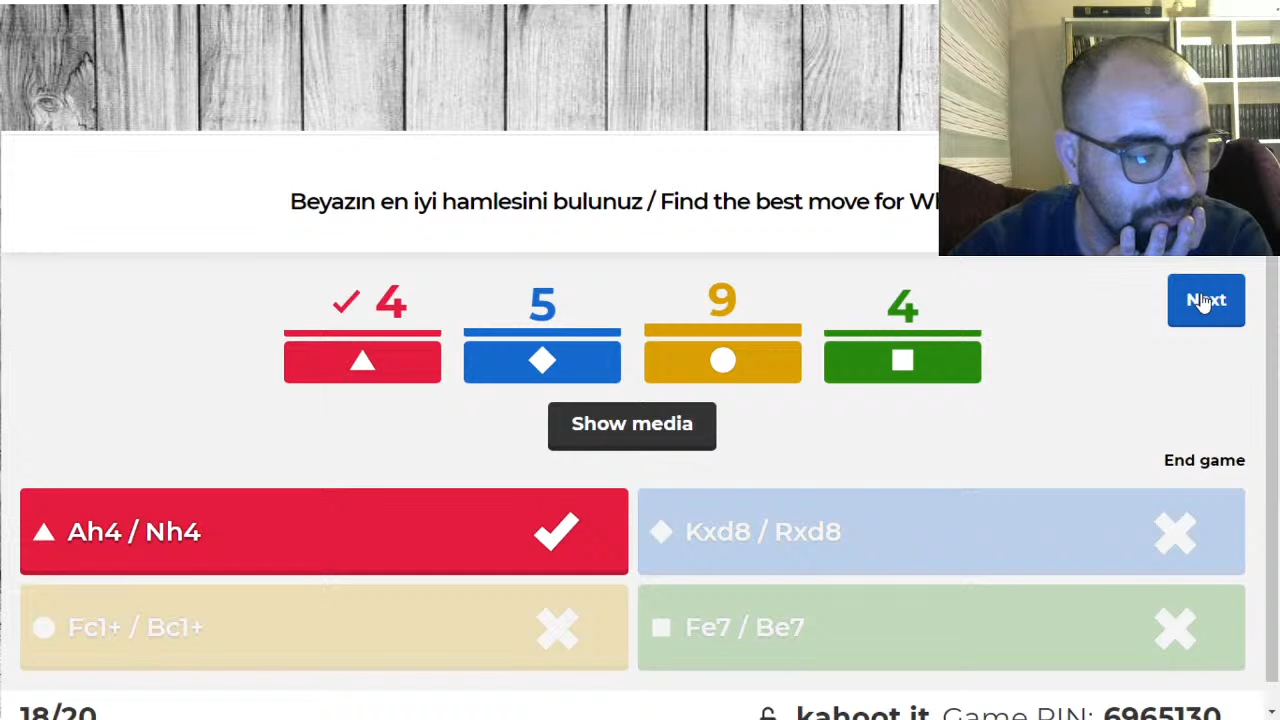 Beyazın en iyi hamlesini bulunuz / Find the best move for
4
5
9
4
Next
Show media
End game
Ah4 / Nh4
Kxd8 / Rxd8
Fc1+ / Bc1+
Fe7 / Be7
18/20
kahoot.it Game PIN: 6965130